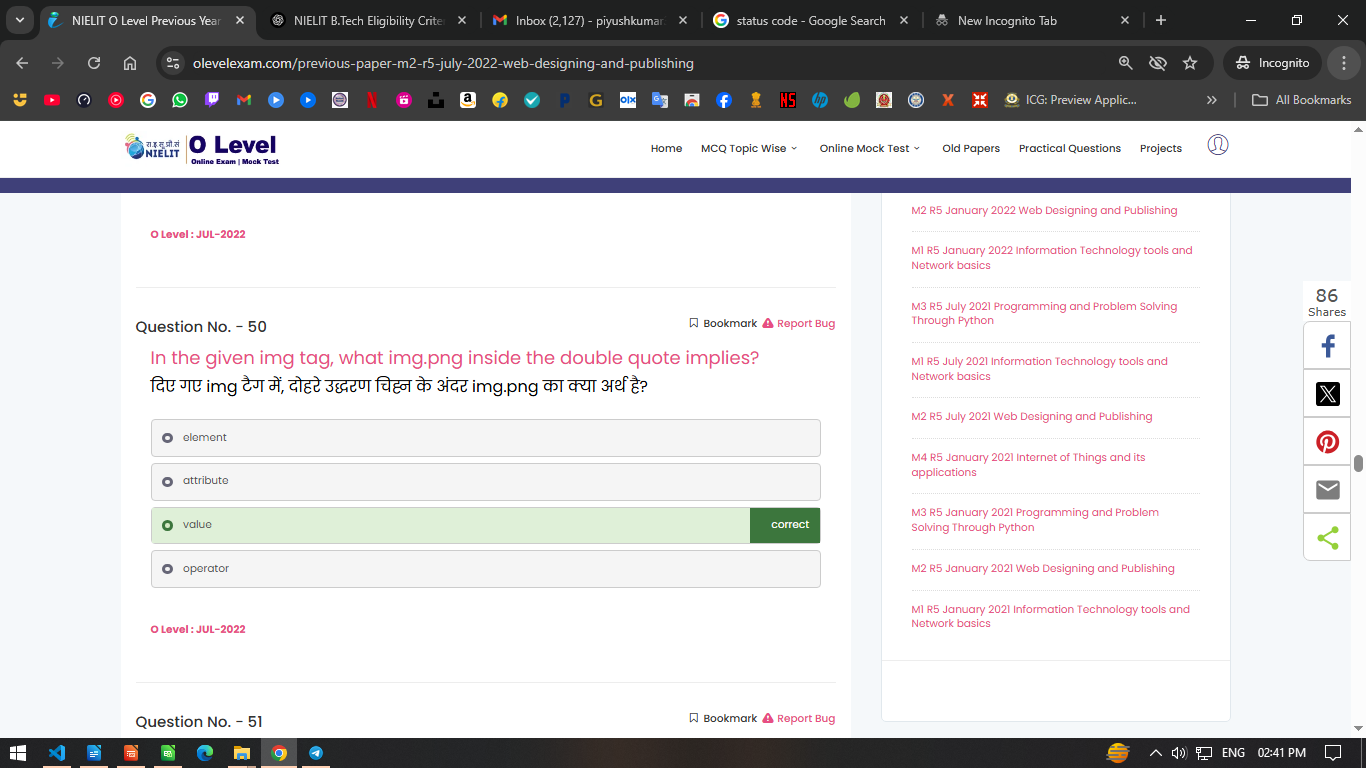 NIELIT O Level Previous Year
NIELIT B.Tech Eligibility Criter
Inbox (2,127) - piyushkumar
status code - Google Search
New Incognito Tab
olevelexam.com/previous-paper-m2-r5-july-2022-web-designing-and-publishing
Incognito
ICG: Preview Applic...
All Bookmarks
रा.इ.सू.प्रौ.सं
NIELIT
O Level
Online Exam | Mock Test
Home
MCQ Topic Wise
Online Mock Test
Old Papers
Practical Questions
Projects
O Level : JUL-2022
Question No. - 50
Bookmark
Report Bug
In the given img tag, what img.png inside the double quote implies?
दिए गए img टैग में, दोहरे उद्धरण चिह्न के अंदर img.png का क्या अर्थ है?
element
attribute
value
correct
operator
O Level : JUL-2022
Question No. - 51
Bookmark
Report Bug
M2 R5 January 2022 Web Designing and Publishing
M1 R5 January 2022 Information Technology tools and
Network basics
M3 R5 July 2021 Programming and Problem Solving
Through Python
M1 R5 July 2021 Information Technology tools and
Network basics
M2 R5 July 2021 Web Designing and Publishing
M4 R5 January 2021 Internet of Things and its
applications
M3 R5 January 2021 Programming and Problem
Solving Through Python
M2 R5 January 2021 Web Designing and Publishing
M1 R5 January 2021 Information Technology tools and
Network basics
86
Shares
ENG
02:41 PM